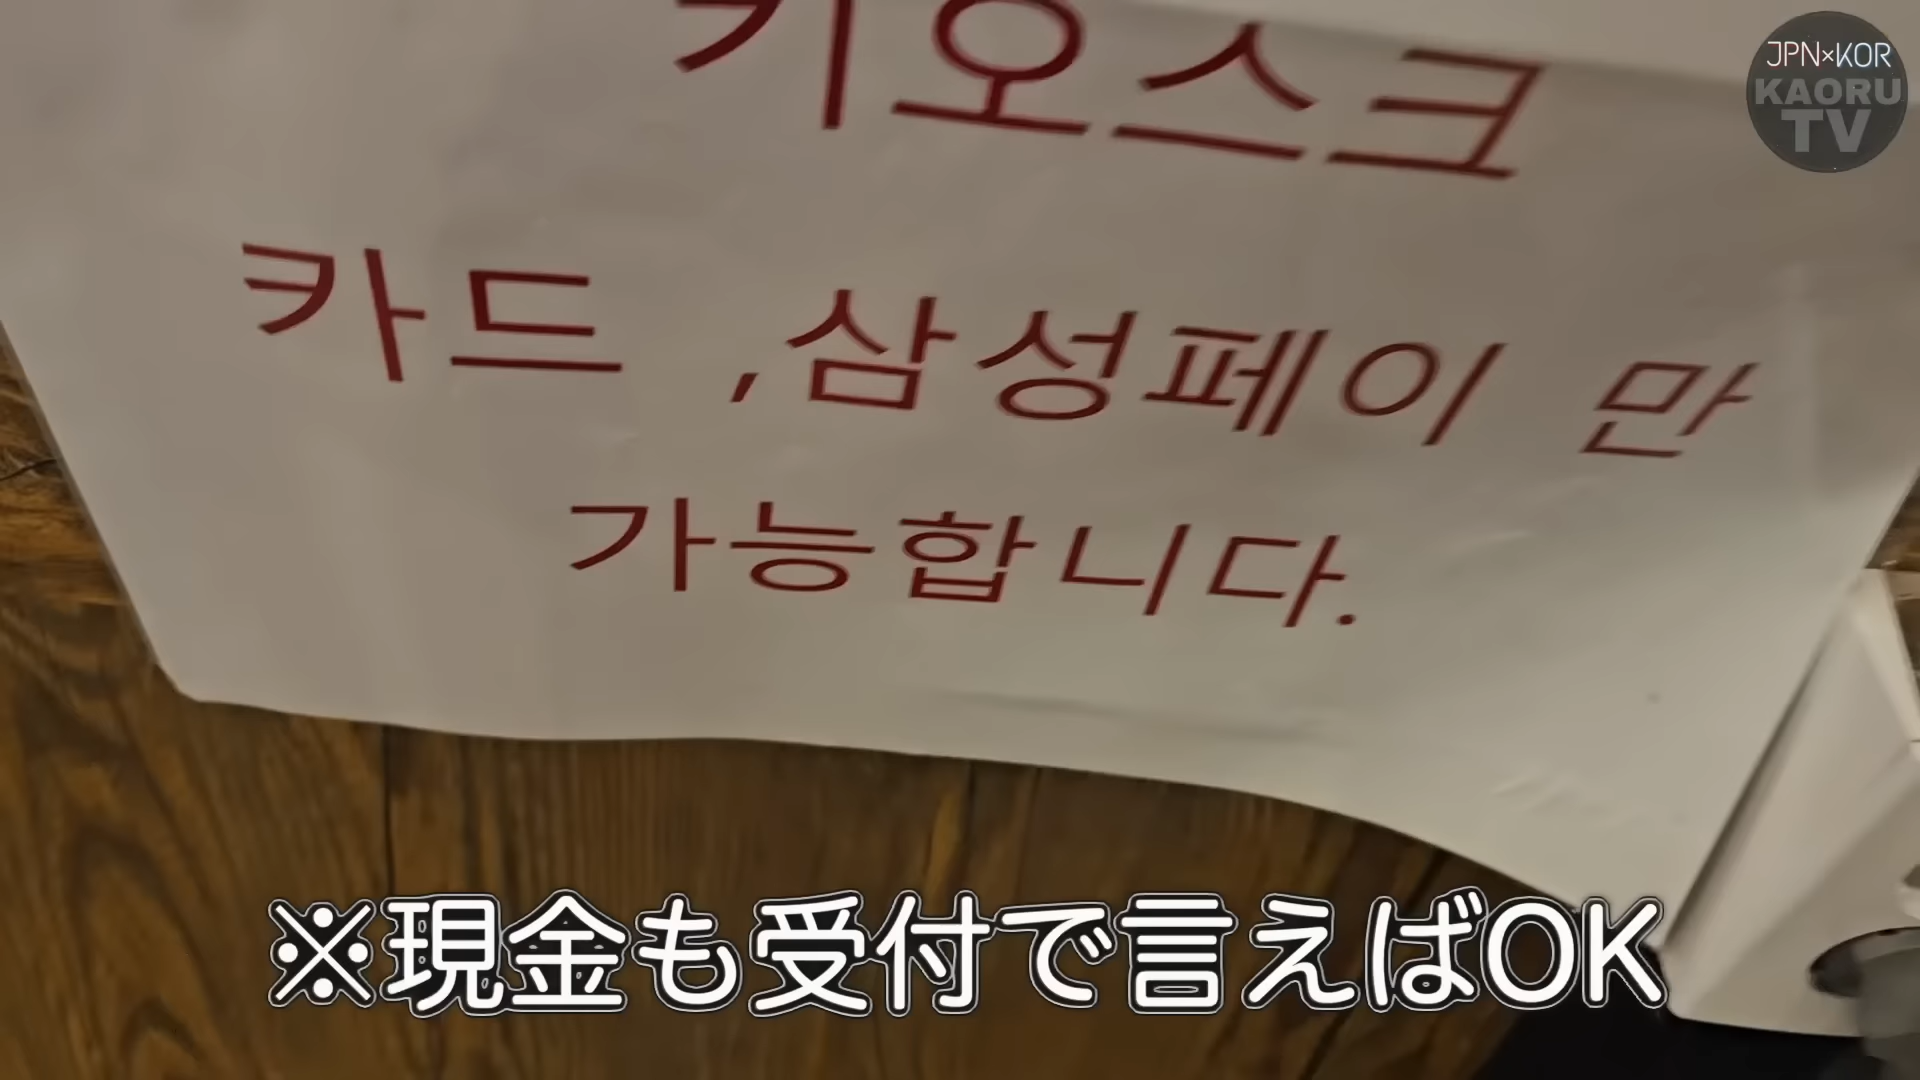 JPN×KOR
KAORU
TV
키오스크
카드 ,삼성페이 만
가능합니다.
※現金も受付で言えばOK